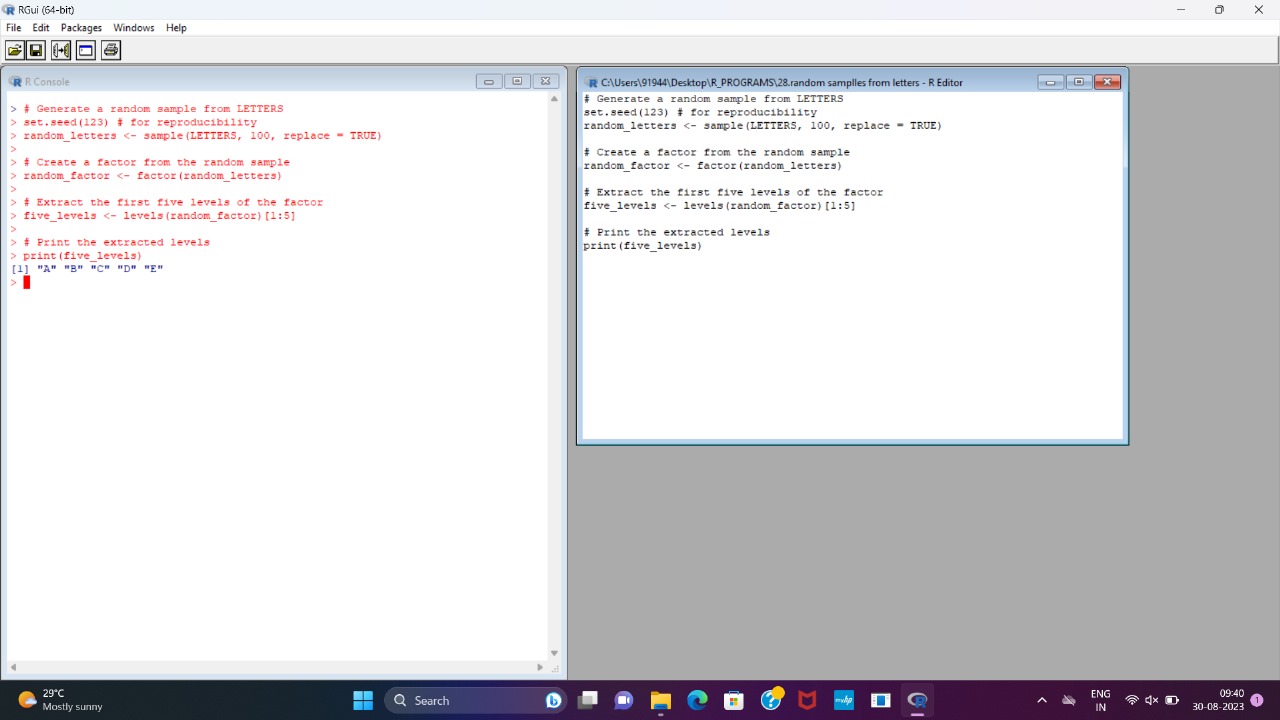 RGui (64-bit)
File Edit Packages Windows Help
R Console
> # Generate a random sample from LETTERS
> set.seed(123) # for reproducibility
> random_letters <- sample(LETTERS, 100, replace = TRUE)
>
> # Create a factor from the random sample
> random_factor <- factor(random_letters)
>
> # Extract the first five levels of the factor
> five_levels <- levels(random_factor)[1:5]
>
> # Print the extracted levels
> print(five_levels)
[1] "A" "B" "C" "D" "E"
>
C:\Users\91944\Desktop\R_PROGRAMS\28.random samplles from letters - R Editor
# Generate a random sample from LETTERS
set.seed(123) # for reproducibility
random_letters <- sample(LETTERS, 100, replace = TRUE)
# Create a factor from the random sample
random_factor <- factor(random_letters)
# Extract the first five levels of the factor
five_levels <- levels(random_factor)[1:5]
# Print the extracted levels
print(five_levels)
29°C
Mostly sunny
Search
ENG
IN
09:40
30-08-2023
1